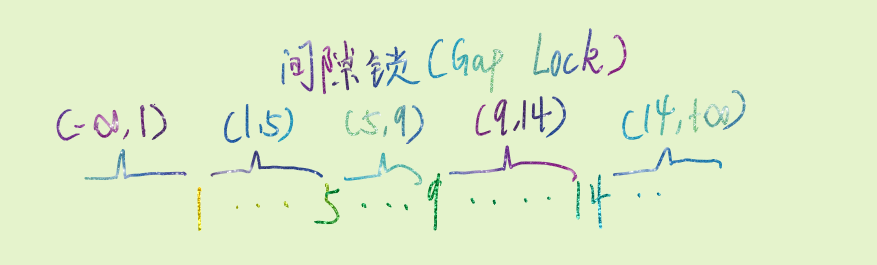 间隙锁(Gap Lock)
(-∞,1) (1,5) (5,9) (9,14) (14,+∞)
1 .... 5 .... 9 ..... 14 ..